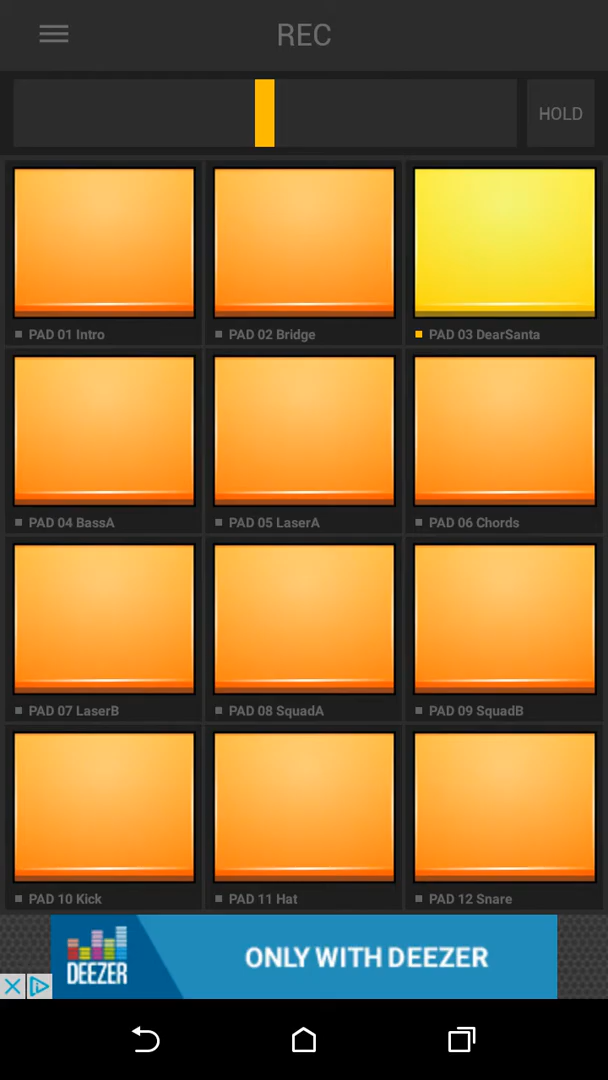 REC
HOLD
PAD 01 Intro
PAD 02 Bridge
PAD 03 DearSanta
PAD 04 BassA
PAD 05 LaserA
PAD 06 Chords
PAD 07 LaserB
PAD 08 SquadA
PAD 09 SquadB
PAD 10 Kick
PAD 11 Hat
PAD 12 Snare
DEEZER
ONLY WITH DEEZER